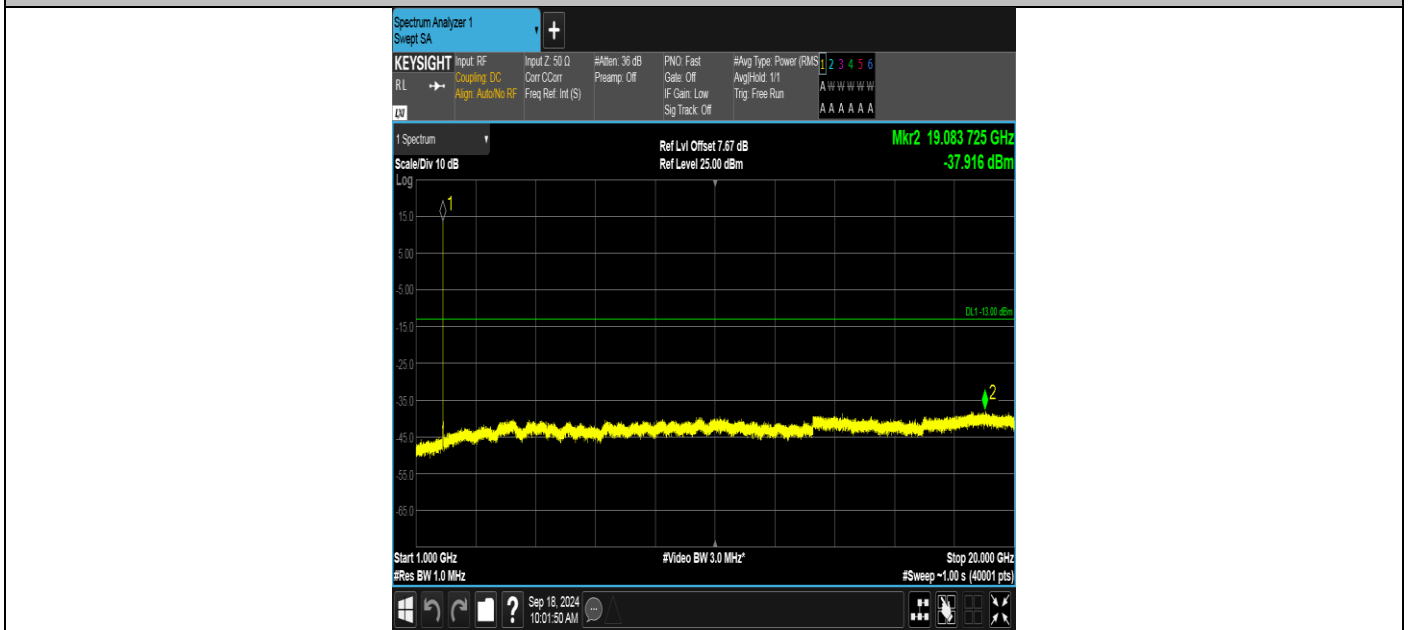 Spectrum Analyzer 1
Swept SA
+
KEYSIGHT
RL
LXI
Input: RF
Coupling: DC
Align: Auto/No RF
Input Z: 50 Ω
Corr CCorr
Freq Ref: Int (S)
#Atten: 36 dB
Preamp: Off
PNO: Fast
Gate: Off
IF Gain: Low
Sig Track: Off
#Avg Type: Power (RMS
Avg|Hold: 1/1
Trig: Free Run
1 2 3 4 5 6
A W W W W W
A A A A A A
1 Spectrum
Scale/Div 10 dB
Ref Lvl Offset 7.67 dB
Ref Level 25.00 dBm
Mkr2 19.083 725 GHz
-37.916 dBm
Log
1
15.0
5.00
-5.00
DL1 -13.00 dBm
-15.0
-25.0
2
-35.0
-45.0
-55.0
-65.0
Start 1.000 GHz
#Video BW 3.0 MHz*
Stop 20.000 GHz
#Res BW 1.0 MHz
#Sweep ~1.00 s (40001 pts)
?
Sep 18, 2024
10:01:50 AM